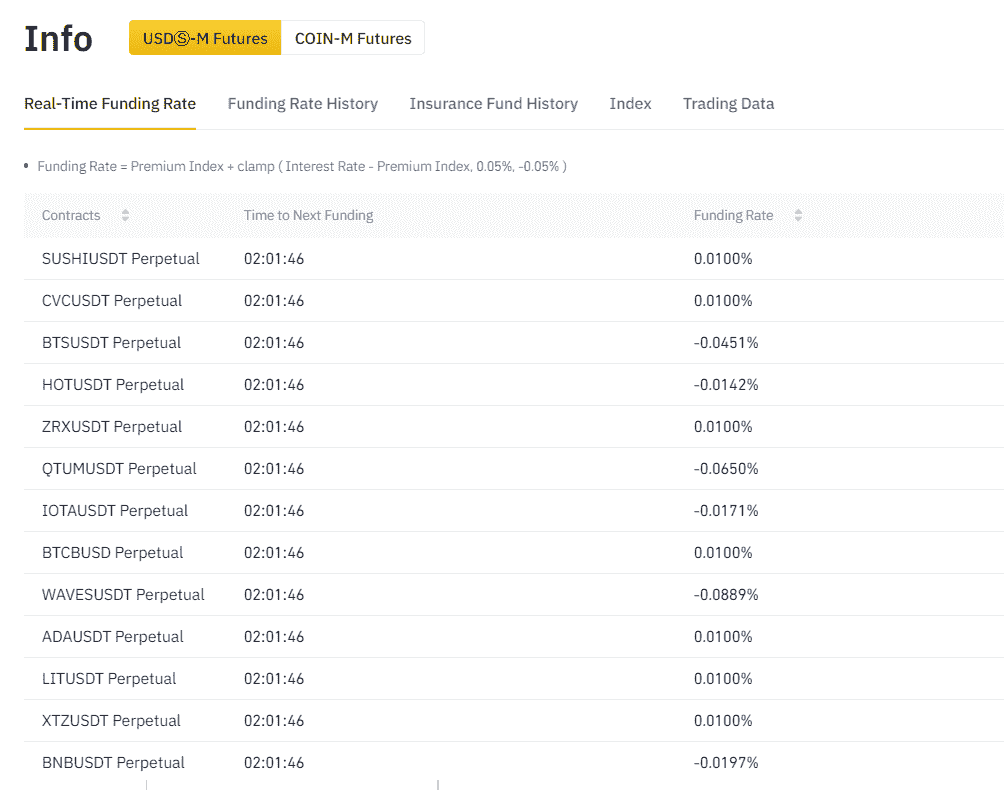 Info USDⓈ-M Futures COIN-M Futures
Real-Time Funding Rate Funding Rate History Insurance Fund History Index Trading Data
• Funding Rate = Premium Index + clamp ( Interest Rate - Premium Index, 0.05%, -0.05% )
Contracts Time to Next Funding Funding Rate
SUSHIUSDT Perpetual 02:01:46 0.0100%
CVCUSDT Perpetual 02:01:46 0.0100%
BTSUSDT Perpetual 02:01:46 -0.0451%
HOTUSDT Perpetual 02:01:46 -0.0142%
ZRXUSDT Perpetual 02:01:46 0.0100%
QTUMUSDT Perpetual 02:01:46 -0.0650%
IOTAUSDT Perpetual 02:01:46 -0.0171%
BTCBUSD Perpetual 02:01:46 0.0100%
WAVESUSDT Perpetual 02:01:46 -0.0889%
ADAUSDT Perpetual 02:01:46 0.0100%
LITUSDT Perpetual 02:01:46 0.0100%
XTZUSDT Perpetual 02:01:46 0.0100%
BNBUSDT Perpetual 02:01:46 -0.0197%